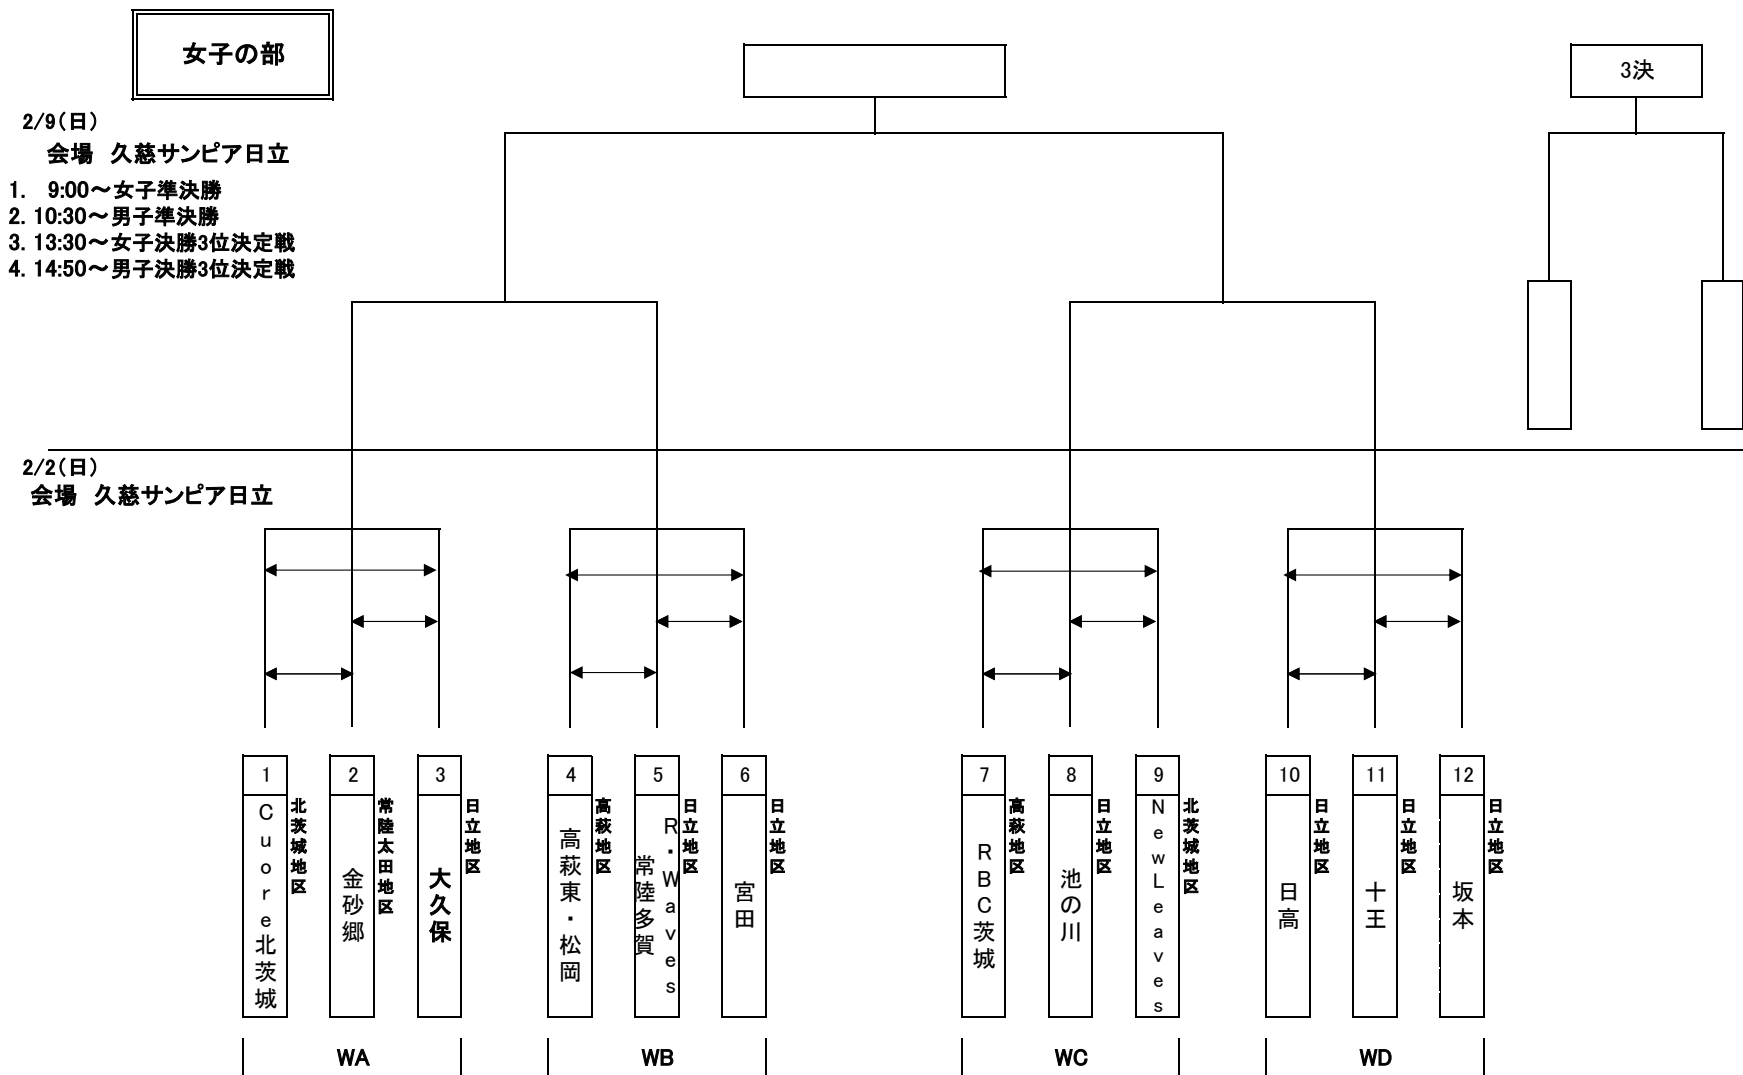 女子の部
3決
2/9(日)
会場　久慈サンピア日立
1.　9:00～女子準決勝
2. 10:30～男子準決勝
3. 13:30～女子決勝3位決定戦
4. 14:50～男子決勝3位決定戦
2/2(日)
会場　久慈サンピア日立
1
Cuore北茨城
北茨城地区
2
金砂郷
常陸太田地区
3
大久保
日立地区
4
高萩東・松岡
高萩地区
5
R・Waves
常陸多賀
日立地区
6
宮田
日立地区
7
RBC茨城
高萩地区
8
池の川
日立地区
9
NewLeaves
北茨城地区
10
日高
日立地区
11
十王
日立地区
12
坂本
日立地区
WA
WB
WC
WD